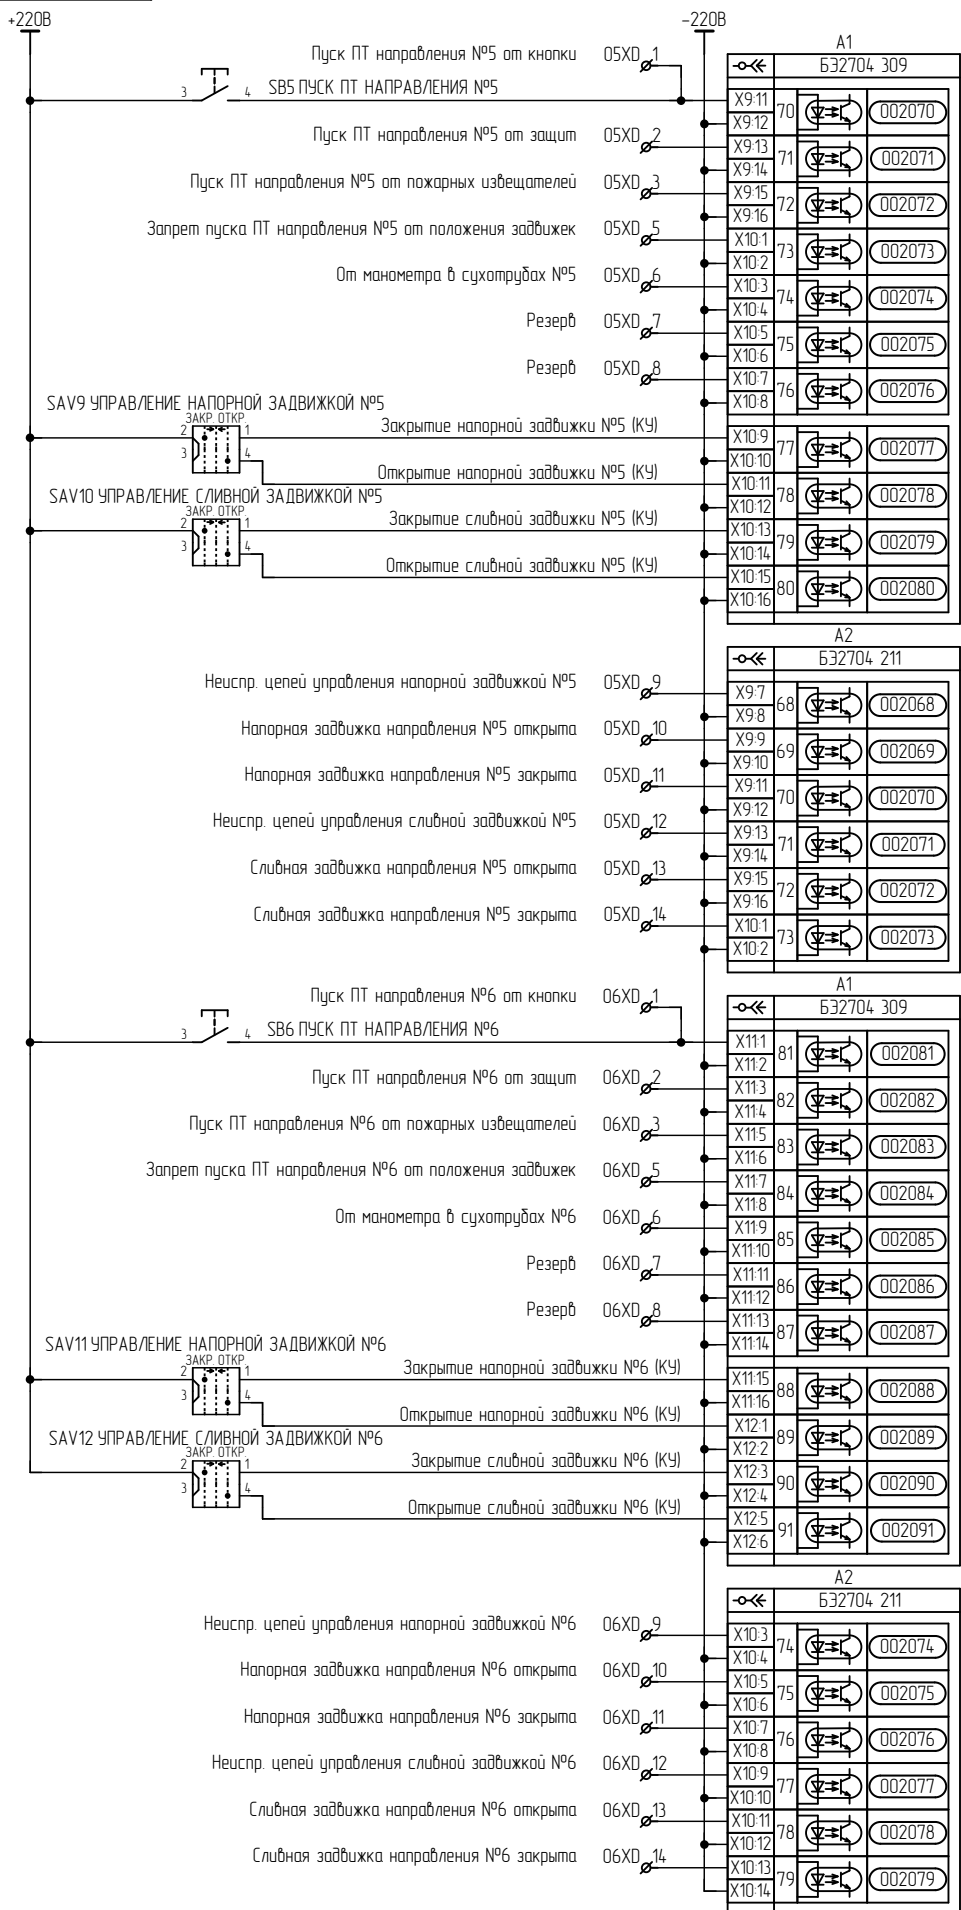 +220В
-220В
А1
Пуск ПТ направления №5 от кнопки 05XD 1
БЭ2704 309
3 4 SB5 ПУСК ПТ НАПРАВЛЕНИЯ №5
X9:11 70 002070
X9:12
Пуск ПТ направления №5 от защит 05XD 2
X9:13 71 002071
X9:14
Пуск ПТ направления №5 от пожарных извещателей 05XD 3
X9:15 72 002072
X9:16
Запрет пуска ПТ направления №5 от положения задвижек 05XD 5
X10:1 73 002073
X10:2
От манометра в сухотрубах №5 05XD 6
X10:3 74 002074
X10:4
Резерв 05XD 7
X10:5 75 002075
X10:6
Резерв 05XD 8
X10:7 76 002076
X10:8
SAV9 УПРАВЛЕНИЕ НАПОРНОЙ ЗАДВИЖКОЙ №5
ЗАКР. ОТКР.
2 1 Закрытие напорной задвижки №5 (КУ)
X10:9 77 002077
X10:10
3 4 Открытие напорной задвижки №5 (КУ)
X10:11 78 002078
X10:12
SAV10 УПРАВЛЕНИЕ СЛИВНОЙ ЗАДВИЖКОЙ №5
ЗАКР. ОТКР.
2 1 Закрытие сливной задвижки №5 (КУ)
X10:13 79 002079
X10:14
3 4 Открытие сливной задвижки №5 (КУ)
X10:15 80 002080
X10:16
А2
БЭ2704 211
Неиспр. цепей управления напорной задвижкой №5 05XD 9
X9:7 68 002068
X9:8
Напорная задвижка направления №5 открыта 05XD 10
X9:9 69 002069
X9:10
Напорная задвижка направления №5 закрыта 05XD 11
X9:11 70 002070
X9:12
Неиспр. цепей управления сливной задвижкой №5 05XD 12
X9:13 71 002071
X9:14
Сливная задвижка направления №5 открыта 05XD 13
X9:15 72 002072
X9:16
Сливная задвижка направления №5 закрыта 05XD 14
X10:1 73 002073
X10:2
А1
Пуск ПТ направления №6 от кнопки 06XD 1
БЭ2704 309
3 4 SB6 ПУСК ПТ НАПРАВЛЕНИЯ №6
X11:1 81 002081
X11:2
Пуск ПТ направления №6 от защит 06XD 2
X11:3 82 002082
X11:4
Пуск ПТ направления №6 от пожарных извещателей 06XD 3
X11:5 83 002083
X11:6
Запрет пуска ПТ направления №6 от положения задвижек 06XD 5
X11:7 84 002084
X11:8
От манометра в сухотрубах №6 06XD 6
X11:9 85 002085
X11:10
Резерв 06XD 7
X11:11 86 002086
X11:12
Резерв 06XD 8
X11:13 87 002087
X11:14
SAV11 УПРАВЛЕНИЕ НАПОРНОЙ ЗАДВИЖКОЙ №6
ЗАКР. ОТКР.
2 1 Закрытие напорной задвижки №6 (КУ)
X11:15 88 002088
X11:16
3 4 Открытие напорной задвижки №6 (КУ)
X12:1 89 002089
X12:2
SAV12 УПРАВЛЕНИЕ СЛИВНОЙ ЗАДВИЖКОЙ №6
ЗАКР. ОТКР.
2 1 Закрытие сливной задвижки №6 (КУ)
X12:3 90 002090
X12:4
3 4 Открытие сливной задвижки №6 (КУ)
X12:5 91 002091
X12:6
А2
БЭ2704 211
Неиспр. цепей управления напорной задвижкой №6 06XD 9
X10:3 74 002074
X10:4
Напорная задвижка направления №6 открыта 06XD 10
X10:5 75 002075
X10:6
Напорная задвижка направления №6 закрыта 06XD 11
X10:7 76 002076
X10:8
Неиспр. цепей управления сливной задвижкой №6 06XD 12
X10:9 77 002077
X10:10
Сливная задвижка направления №6 открыта 06XD 13
X10:11 78 002078
X10:12
Сливная задвижка направления №6 закрыта 06XD 14
X10:13 79 002079
X10:14